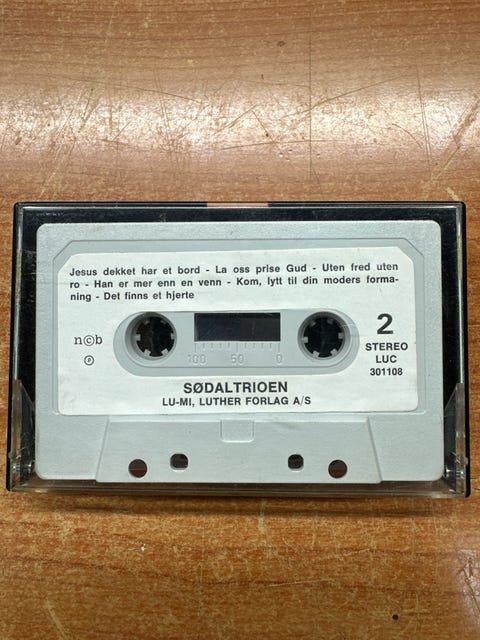 Jesus dekket har et bord - La oss prise Gud - Uten fred uten
ro - Han er mer enn en venn - Kom, lytt til din moders forma-
ning - Det finns et hjerte
n©b
℗
100 50 0
2
STEREO
LUC
301108
SØDALTRIOEN
LU-MI, LUTHER FORLAG A/S